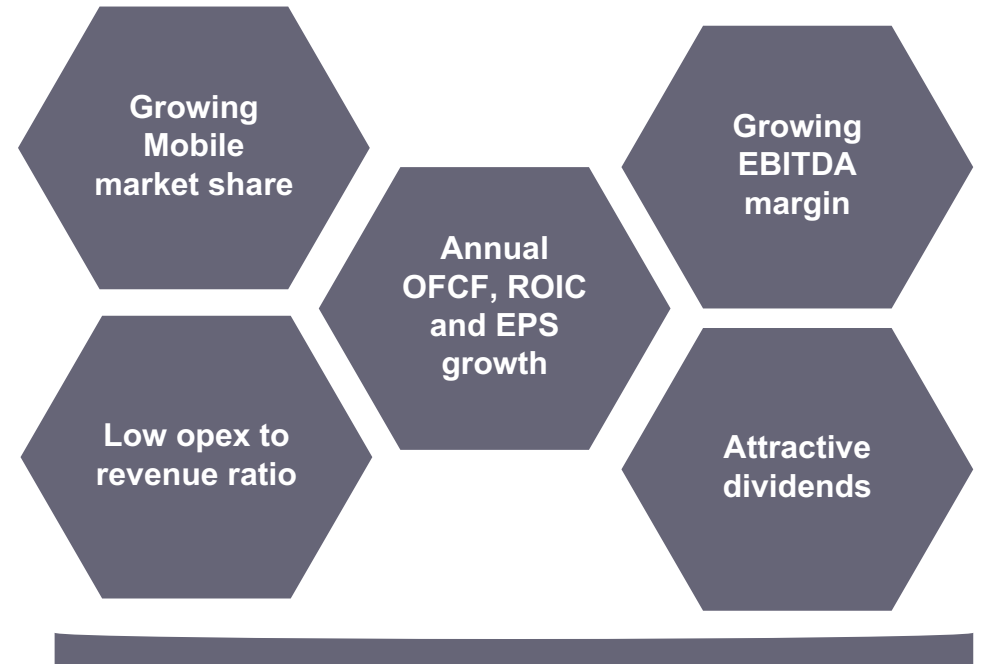 Growing
Mobile
market share
Growing
EBITDA
margin
Annual
OFCF, ROIC
and EPS
growth
Low opex to
revenue ratio
Attractive
dividends